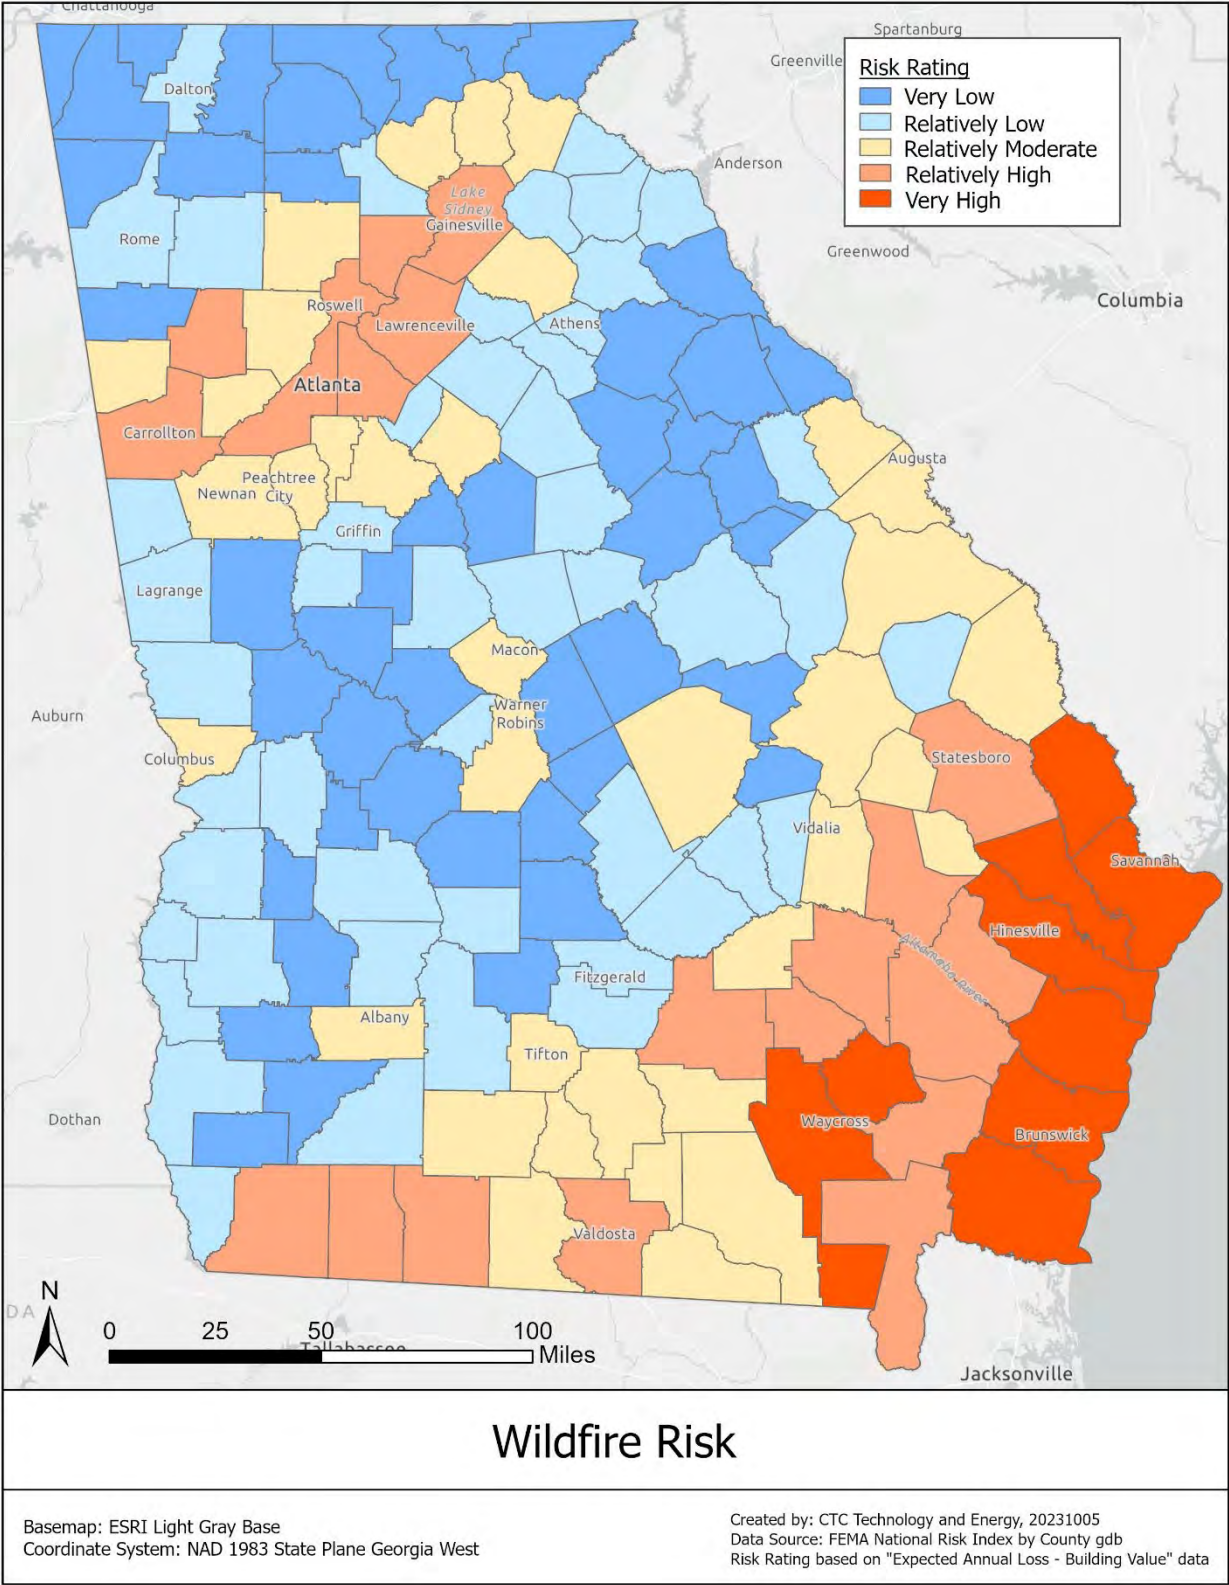 Chattanooga
Spartanburg
Greenville
Risk Rating
Very Low
Relatively Low
Relatively Moderate
Relatively High
Very High
Dalton
Anderson
Lake
Sidney
Gainesville
Rome
Greenwood
Columbia
Roswell
Lawrenceville
Athens
Atlanta
Carrollton
Augusta
Peachtree
City
Newnan
Griffin
Lagrange
Macon
Warner
Robins
Auburn
Columbus
Statesboro
Vidalia
Savannah
Hinesville
Altamaha River
Fitzgerald
Albany
Tifton
Dothan
Waycross
Brunswick
Valdosta
N
DA
0 25 50 100
Miles
Tallahassee
Jacksonville
Wildfire Risk
Basemap: ESRI Light Gray Base
Coordinate System: NAD 1983 State Plane Georgia West
Created by: CTC Technology and Energy, 20231005
Data Source: FEMA National Risk Index by County gdb
Risk Rating based on "Expected Annual Loss - Building Value" data